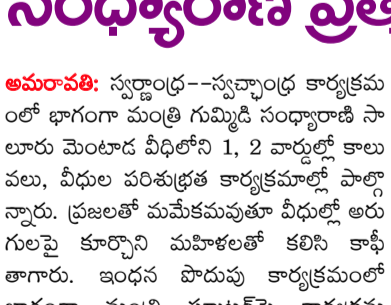 సంధ్యారాణి
అమరావతి: స్వర్ణాంధ్ర--స్వచ్ఛాంధ్ర కార్యక్రమ
ంలో భాగంగా మంత్రి గుమ్మిడి సంధ్యారాణి సా
లూరు మెంటాడ వీధిలోని 1, 2 వార్డుల్లో కాలు
వలు, వీధుల పరిశుభ్రత కార్యక్రమాల్లో పాల్గొ
న్నారు. ప్రజలతో మమేకమవుతూ వీధుల్లో అరు
గులపై కూర్చొని మహిళలతో కలిసి కాఫీ
తాగారు. ఇంధన పొదుపు కార్యక్రమంలో